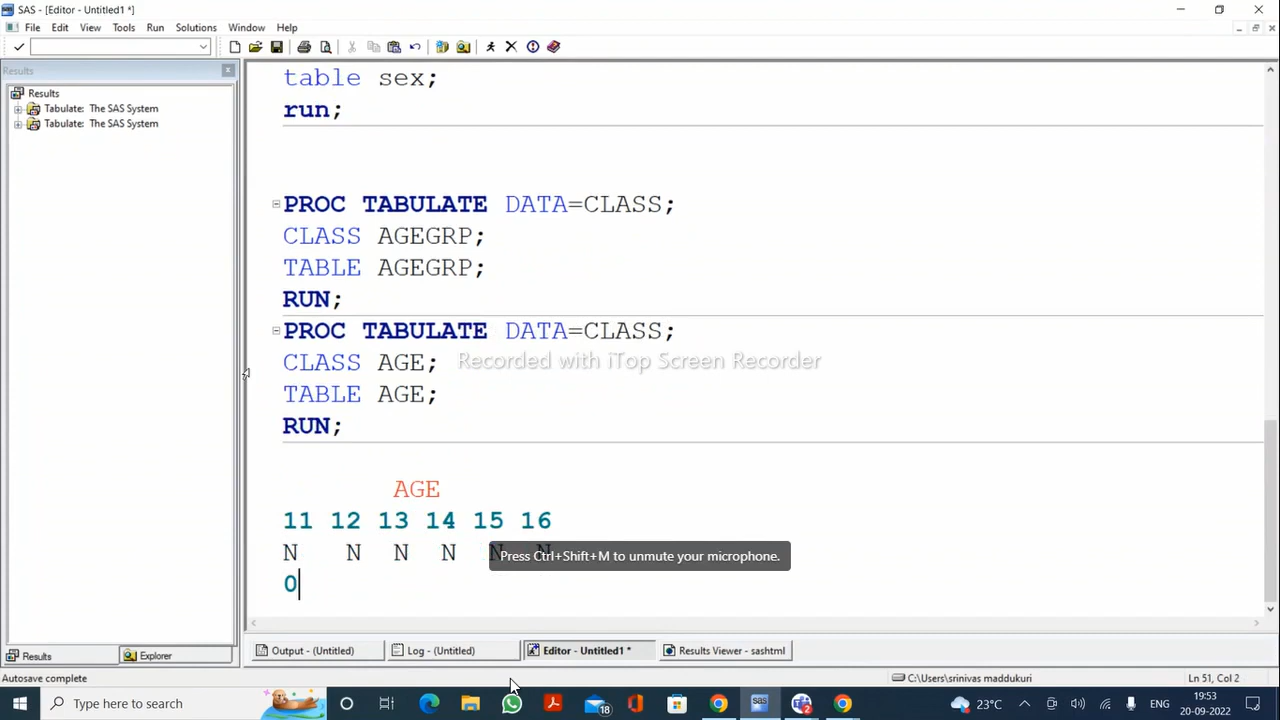 SAS - [Editor - Untitled1 *]
File Edit View Tools Run Solutions Window Help
Results
Results
Tabulate: The SAS System
Tabulate: The SAS System
table sex;
run;
PROC TABULATE DATA=CLASS;
CLASS AGEGRP;
TABLE AGEGRP;
RUN;
PROC TABULATE DATA=CLASS;
CLASS AGE;
TABLE AGE;
RUN;
Recorded with iTop Screen Recorder
AGE
11 12 13 14 15 16
N N N N N N
0
Press Ctrl+Shift+M to unmute your microphone.
Results Explorer
Output - (Untitled) Log - (Untitled) Editor - Untitled1 * Results Viewer - sashtml
Autosave complete C:\Users\srinivas maddukuri Ln 51, Col 2
Type here to search 18 2 23°C ENG 19:53
20-09-2022 2